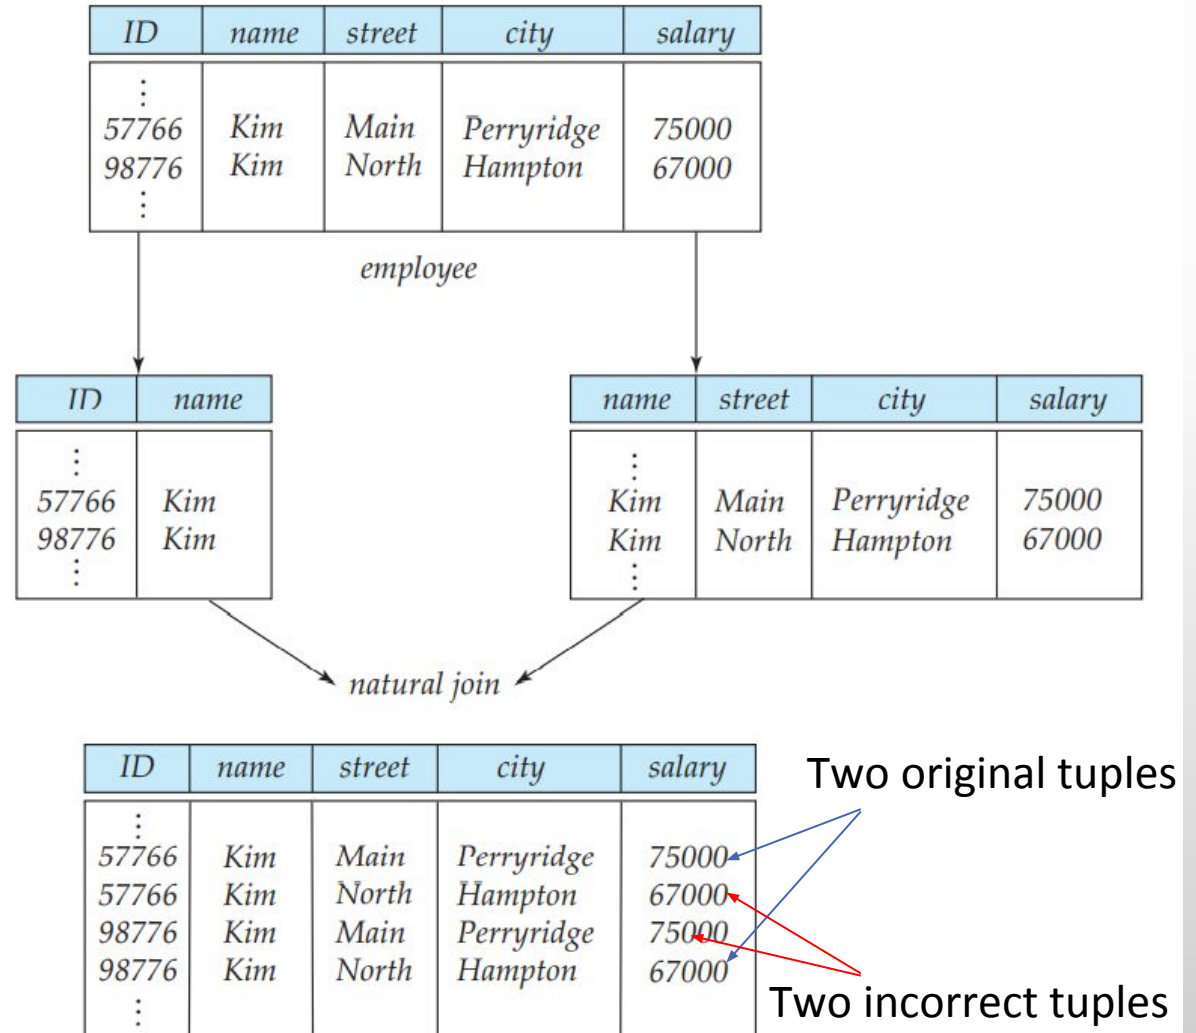 ID name street city salary
⋮
57766 Kim Main Perryridge 75000
98776 Kim North Hampton 67000
⋮
employee
ID name
⋮
57766 Kim
98776 Kim
⋮
name street city salary
⋮
Kim Main Perryridge 75000
Kim North Hampton 67000
⋮
natural join
ID name street city salary
⋮
57766 Kim Main Perryridge 75000
57766 Kim North Hampton 67000
98776 Kim Main Perryridge 75000
98776 Kim North Hampton 67000
⋮
Two original tuples
Two incorrect tuples